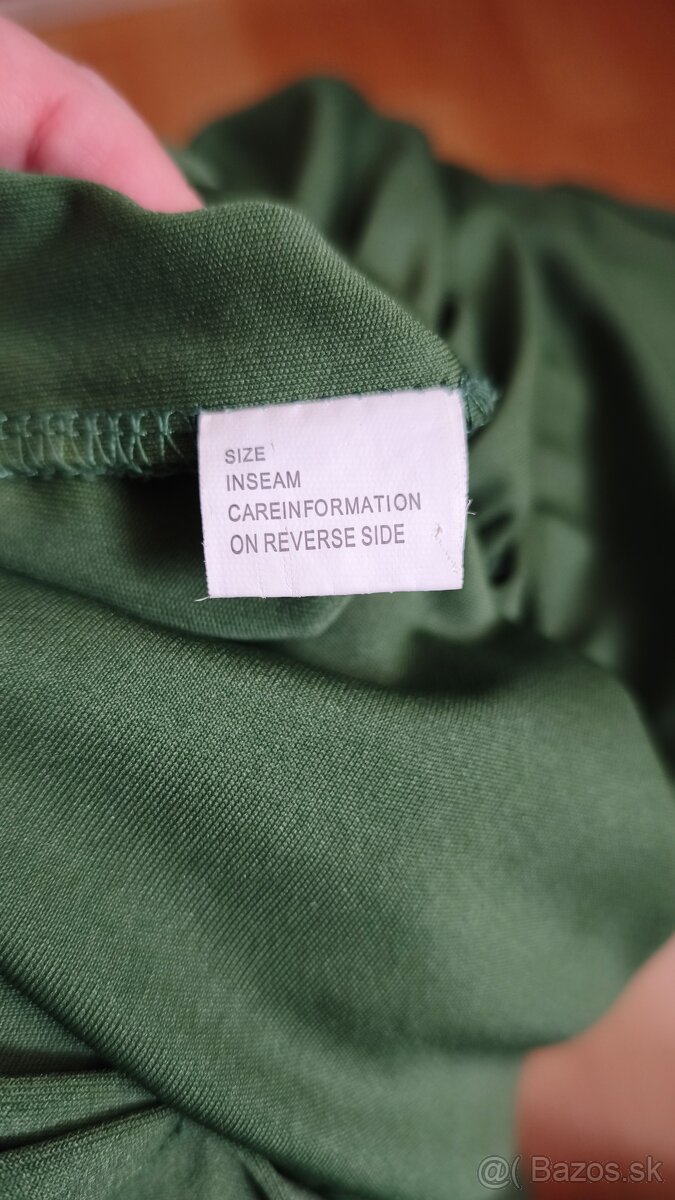 SIZE
INSEAM
CAREINFORMATION
ON REVERSE SIDE
@( Bazos.sk